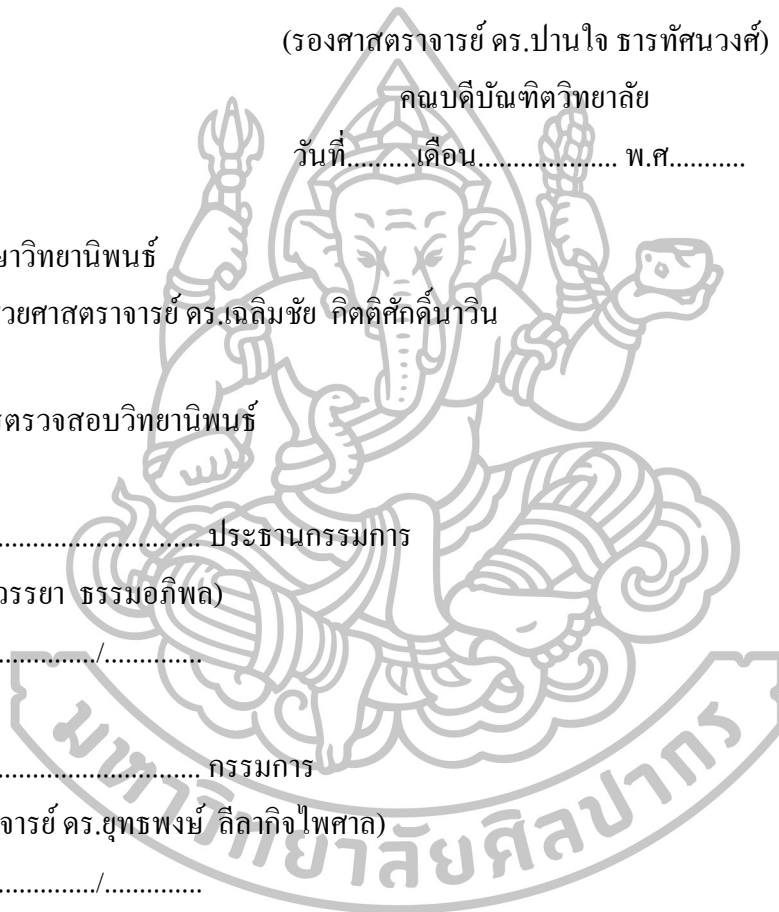 (รองศาสตราจารย์ ดร.ปานใจ ธารทัศนวงศ์)
คณบดีบัณฑิตวิทยาลัย
วันที่..........เดือน.................... พ.ศ...........
ษาวิทยานิพนธ์
วยศาสตราจารย์ ดร.เฉลิมชัย กิตติศักดิ์นาวิน
ตรวจสอบวิทยานิพนธ์
............................. ประธานกรรมการ
วรรยา ธรรมอภิพล)
.............../..............
............................. กรรมการ
จารย์ ดร.ยุทธพงษ์ ลีลากิจไพศาล)
.............../..............
มหาวิทยาลัยศิลปากร